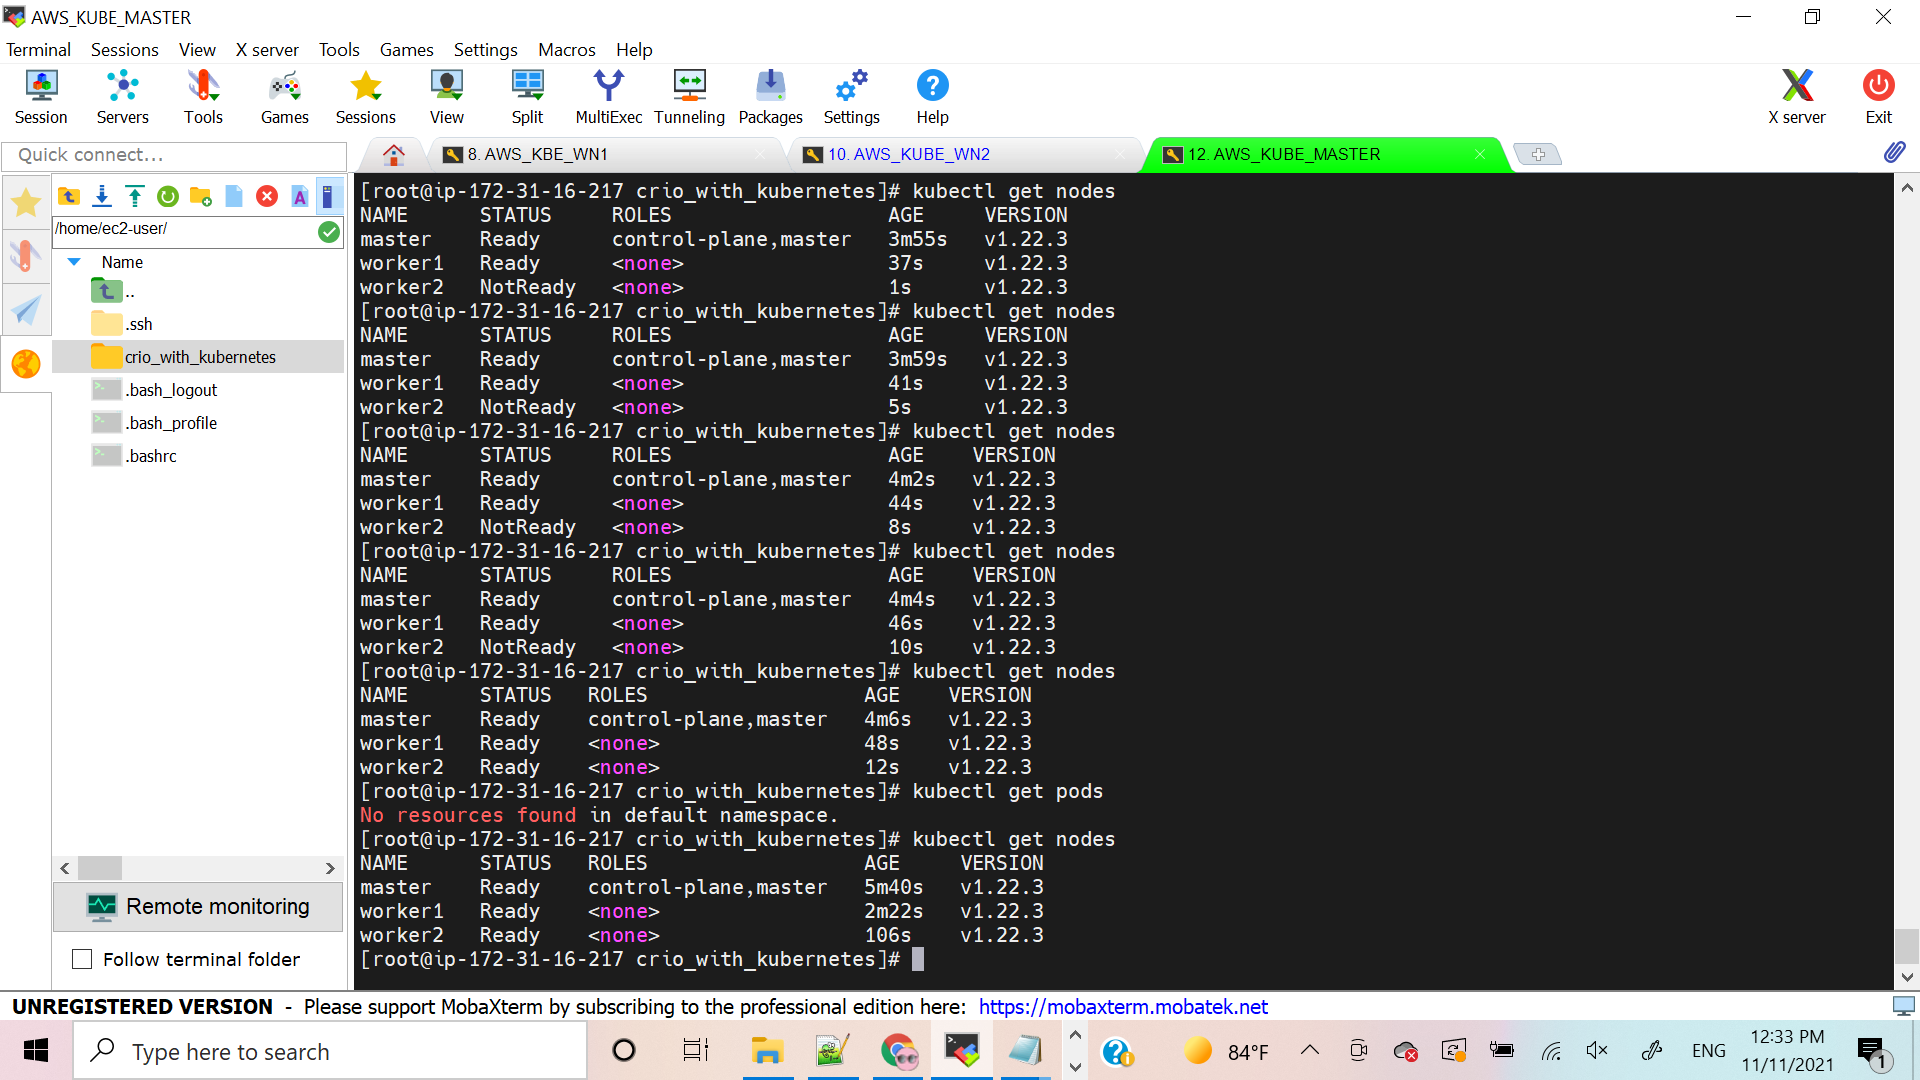 AWS_KUBE_MASTER
Terminal Sessions View X server Tools Games Settings Macros Help
Session Servers Tools Games Sessions View Split MultiExec Tunneling Packages Settings Help X server Exit
Quick connect...
8. AWS_KBE_WN1 10. AWS_KUBE_WN2 12. AWS_KUBE_MASTER
/home/ec2-user/
Name
..
.ssh
crio_with_kubernetes
.bash_logout
.bash_profile
.bashrc
Remote monitoring
Follow terminal folder
[root@ip-172-31-16-217 crio_with_kubernetes]# kubectl get nodes
NAME STATUS ROLES AGE VERSION
master Ready control-plane,master 3m55s v1.22.3
worker1 Ready <none> 37s v1.22.3
worker2 NotReady <none> 1s v1.22.3
[root@ip-172-31-16-217 crio_with_kubernetes]# kubectl get nodes
NAME STATUS ROLES AGE VERSION
master Ready control-plane,master 3m59s v1.22.3
worker1 Ready <none> 41s v1.22.3
worker2 NotReady <none> 5s v1.22.3
[root@ip-172-31-16-217 crio_with_kubernetes]# kubectl get nodes
NAME STATUS ROLES AGE VERSION
master Ready control-plane,master 4m2s v1.22.3
worker1 Ready <none> 44s v1.22.3
worker2 NotReady <none> 8s v1.22.3
[root@ip-172-31-16-217 crio_with_kubernetes]# kubectl get nodes
NAME STATUS ROLES AGE VERSION
master Ready control-plane,master 4m4s v1.22.3
worker1 Ready <none> 46s v1.22.3
worker2 NotReady <none> 10s v1.22.3
[root@ip-172-31-16-217 crio_with_kubernetes]# kubectl get nodes
NAME STATUS ROLES AGE VERSION
master Ready control-plane,master 4m6s v1.22.3
worker1 Ready <none> 48s v1.22.3
worker2 Ready <none> 12s v1.22.3
[root@ip-172-31-16-217 crio_with_kubernetes]# kubectl get pods
No resources found in default namespace.
[root@ip-172-31-16-217 crio_with_kubernetes]# kubectl get nodes
NAME STATUS ROLES AGE VERSION
master Ready control-plane,master 5m40s v1.22.3
worker1 Ready <none> 2m22s v1.22.3
worker2 Ready <none> 106s v1.22.3
[root@ip-172-31-16-217 crio_with_kubernetes]#
UNREGISTERED VERSION - Please support MobaXterm by subscribing to the professional edition here: https://mobaxterm.mobatek.net
Type here to search
84°F
ENG
12:33 PM
11/11/2021
1